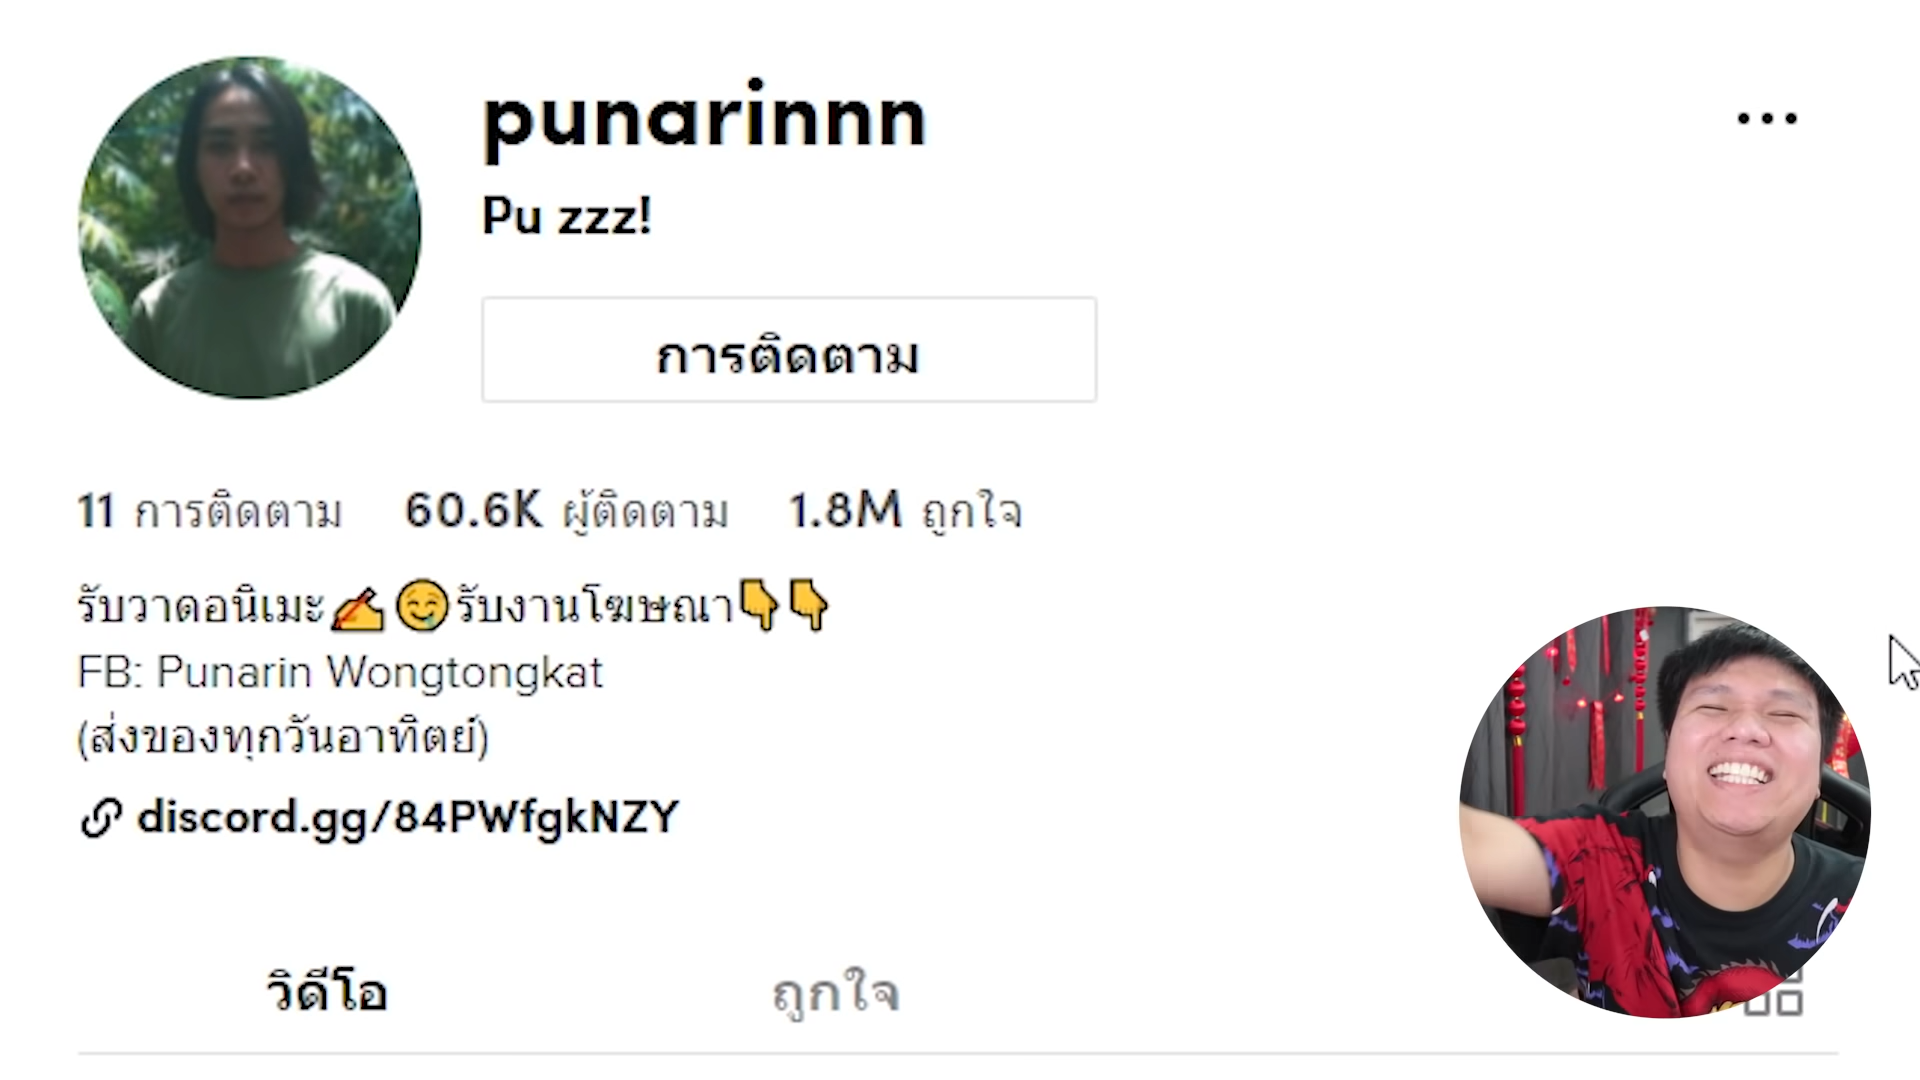 punarinnn
Pu zzz!
การติดตาม
11 การติดตาม 60.6K ผู้ติดตาม 1.8M ถูกใจ
รับวาดอนิเมะ✍️🤤รับงานโฆษณา👇👇
FB: Punarin Wongtongkat
(ส่งของทุกวันอาทิตย์)
discord.gg/84PWfgkNZY
วิดีโอ ถูกใจ